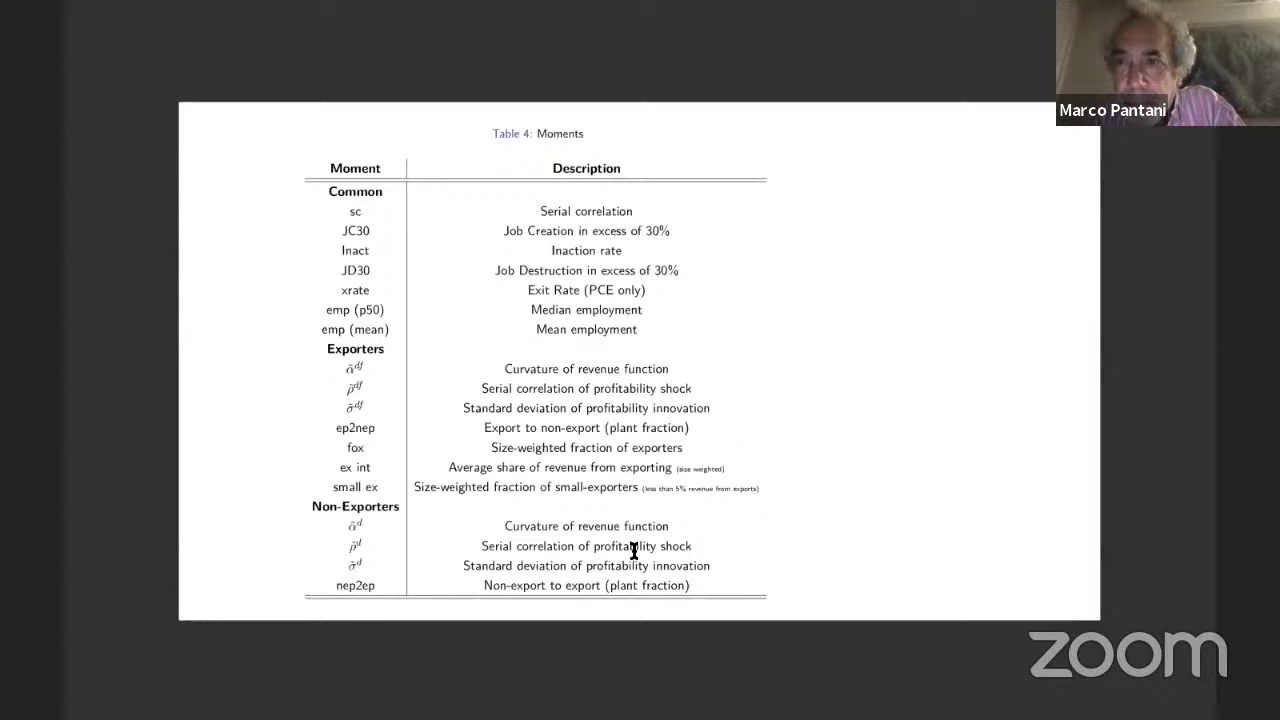 Marco Pantani
Table 4: Moments
Moment Description
Common
sc Serial correlation
JC30 Job Creation in excess of 30%
Inact Inaction rate
JD30 Job Destruction in excess of 30%
xrate Exit Rate (PCE only)
emp (p50) Median employment
emp (mean) Mean employment
Exporters
α̃^df Curvature of revenue function
ρ̃^df Serial correlation of profitability shock
σ̃^df Standard deviation of profitability innovation
ep2nep Export to non-export (plant fraction)
fox Size-weighted fraction of exporters
ex int Average share of revenue from exporting (size weighted)
small ex Size-weighted fraction of small-exporters (less than 5% revenue from exports)
Non-Exporters
α̃^d Curvature of revenue function
ρ̃^d Serial correlation of profitability shock
σ̃^d Standard deviation of profitability innovation
nep2ep Non-export to export (plant fraction)
zoom